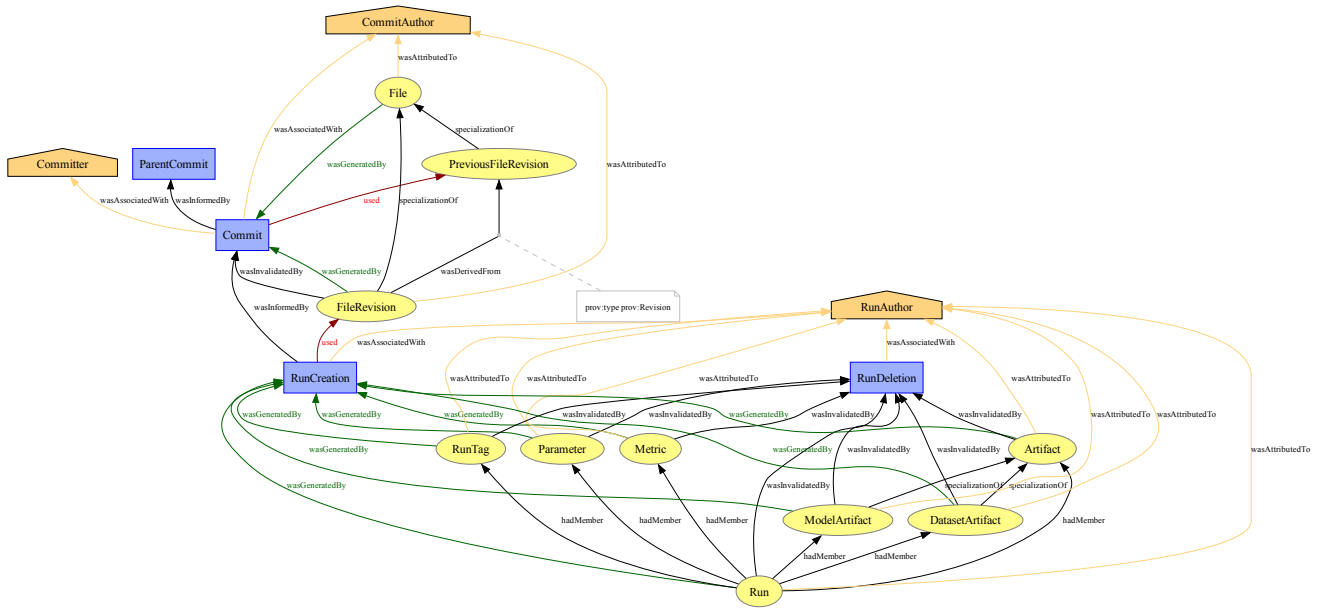 CommitAuthor
wasAttributedTo
File
wasAssociatedWith
specializationOf
Committer
ParentCommit
wasGeneratedBy
PreviousFileRevision
wasAttributedTo
wasAssociatedWith
wasInformedBy
used
specializationOf
Commit
wasInvalidatedBy
wasGeneratedBy
wasDerivedFrom
wasInformedBy
FileRevision
prov:type prov:Revision
RunAuthor
used
wasAssociatedWith
wasAssociatedWith
RunCreation
wasAttributedTo
wasAttributedTo
wasAttributedTo
RunDeletion
wasAttributedTo
wasGeneratedBy
wasGeneratedBy
wasGeneratedBy
wasInvalidatedBy
wasInvalidatedBy
wasGeneratedBy
wasInvalidatedBy
wasInvalidatedBy
wasAttributedTo
wasAttributedTo
wasGeneratedBy
RunTag
Parameter
Metric
wasGeneratedBy
wasInvalidatedBy
wasInvalidatedBy
Artifact
wasAttributedTo
wasGeneratedBy
wasInvalidatedBy
specializationOf
specializationOf
hadMember
hadMember
hadMember
ModelArtifact
DatasetArtifact
hadMember
hadMember
hadMember
Run